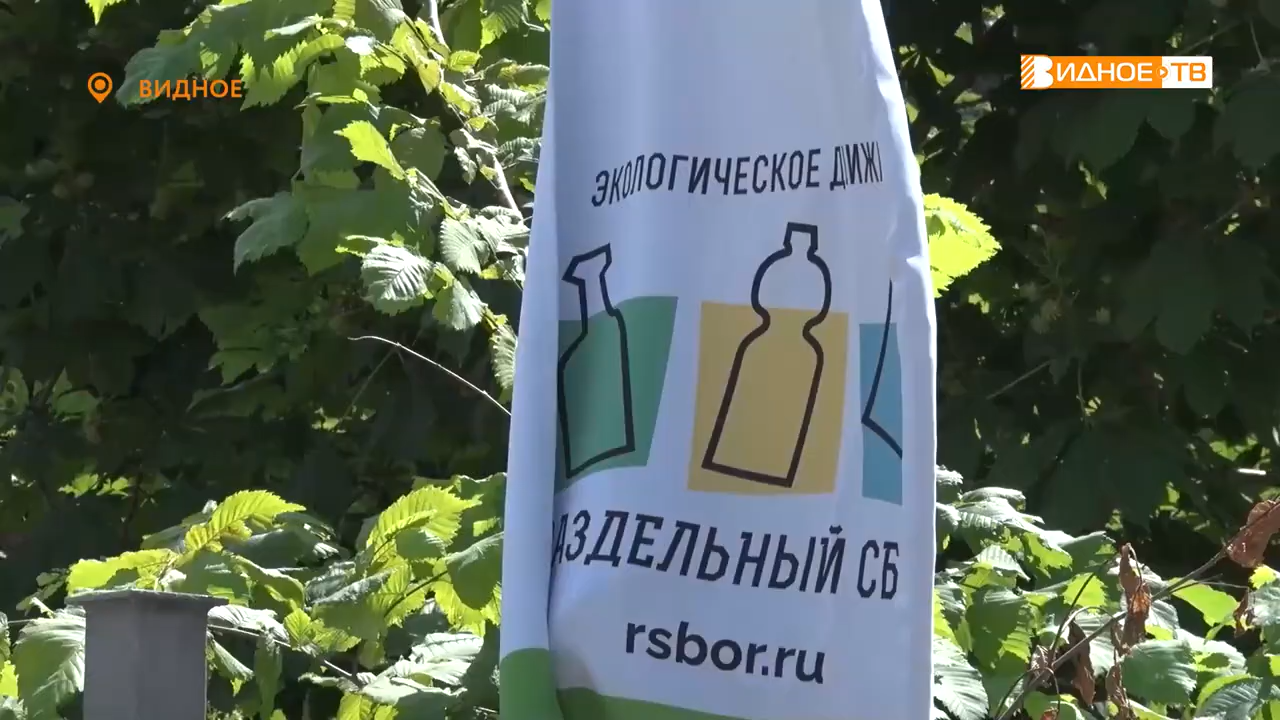 ВИДНОЕ
ВИДНОЕ ТВ
ЭКОЛОГИЧЕСКОЕ ДВИЖ
АЗДЕЛЬНЫЙ СБ
rsbor.ru